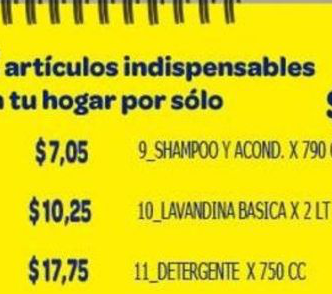 artículos indispensables
tu hogar por sólo
$7,05 9_SHAMPOO Y ACOND. X 790
$10,25 10_LAVANDINA BASICA X 2 LT
$17,75 11_DETERGENTE X 750 CC